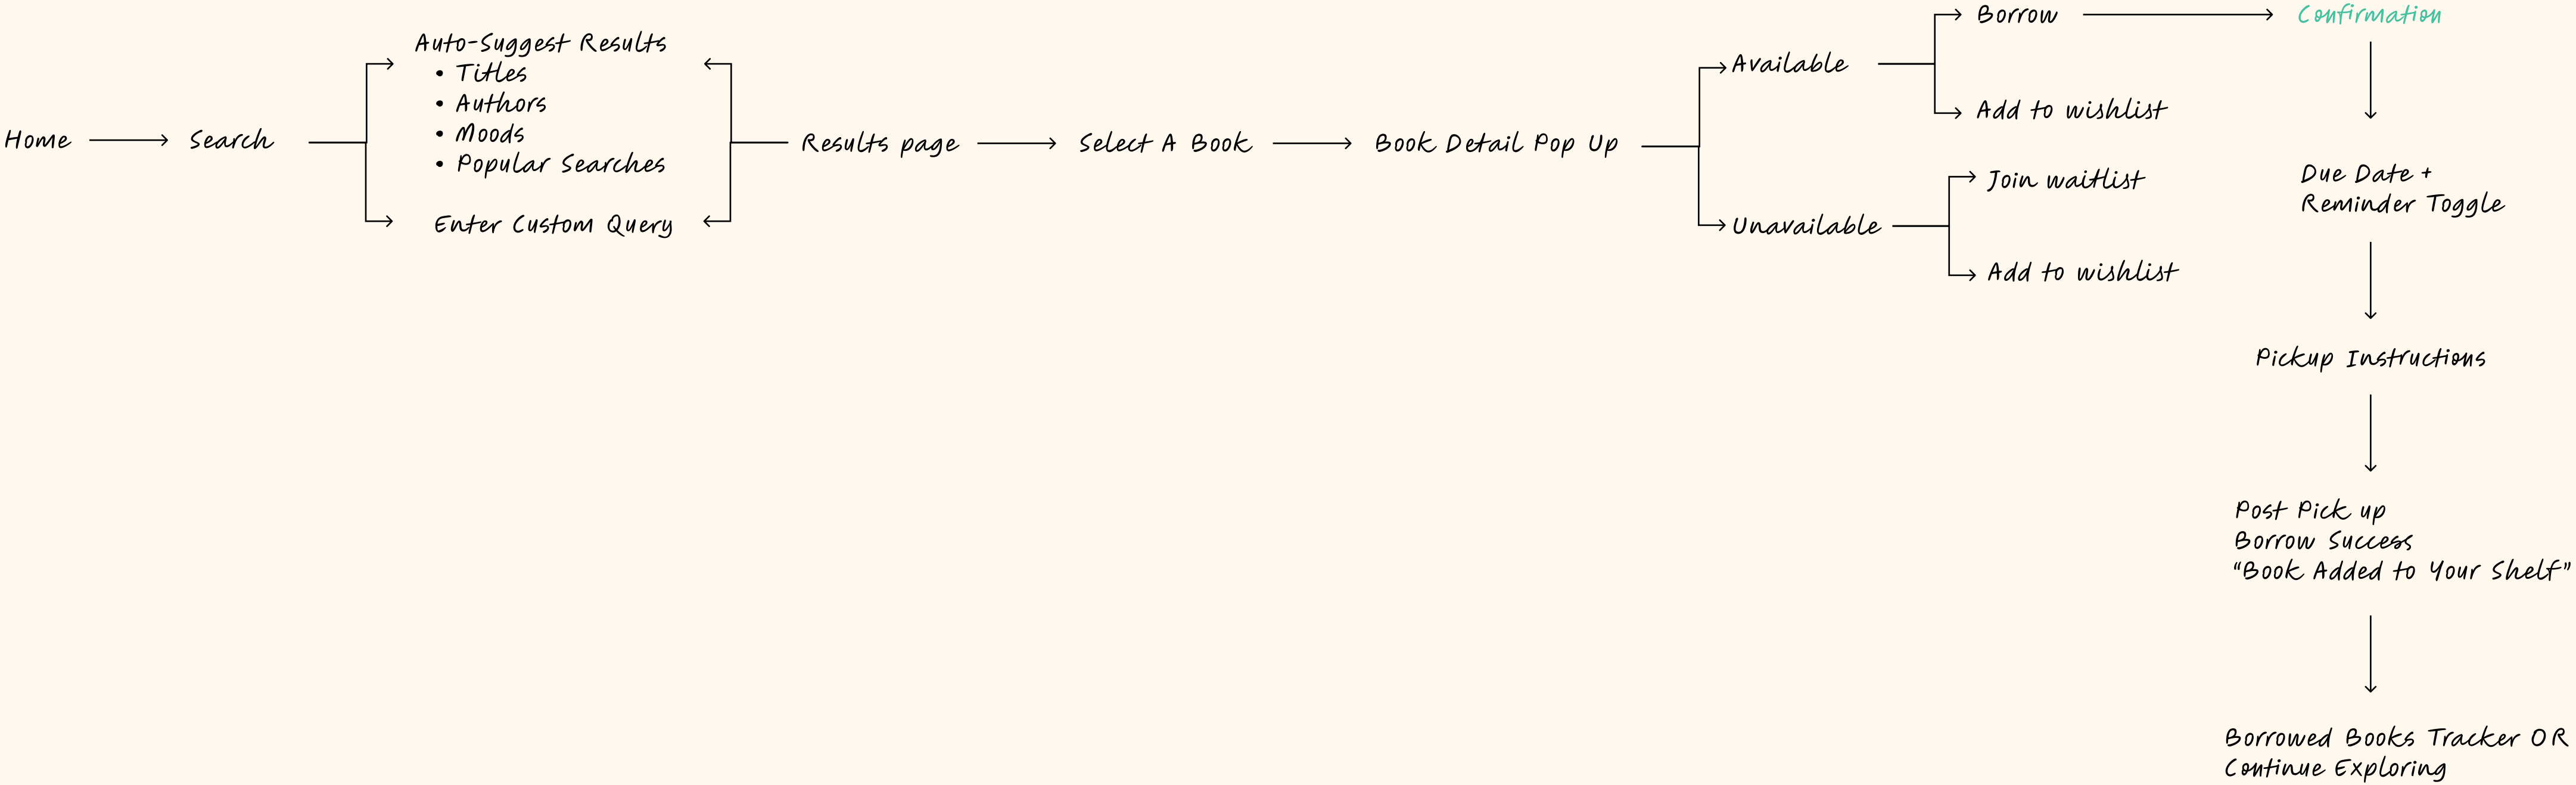 Home
Search
Auto-Suggest Results
• Titles
• Authors
• Moods
• Popular Searches
Enter Custom Query
Results page
Select A Book
Book Detail Pop Up
Available
Borrow
Add to wishlist
Unavailable
Join waitlist
Add to wishlist
Confirmation
Due Date +
Reminder Toggle
Pickup Instructions
Post Pick up
Borrow Success
“Book Added to Your Shelf”
Borrowed Books Tracker OR
Continue Exploring